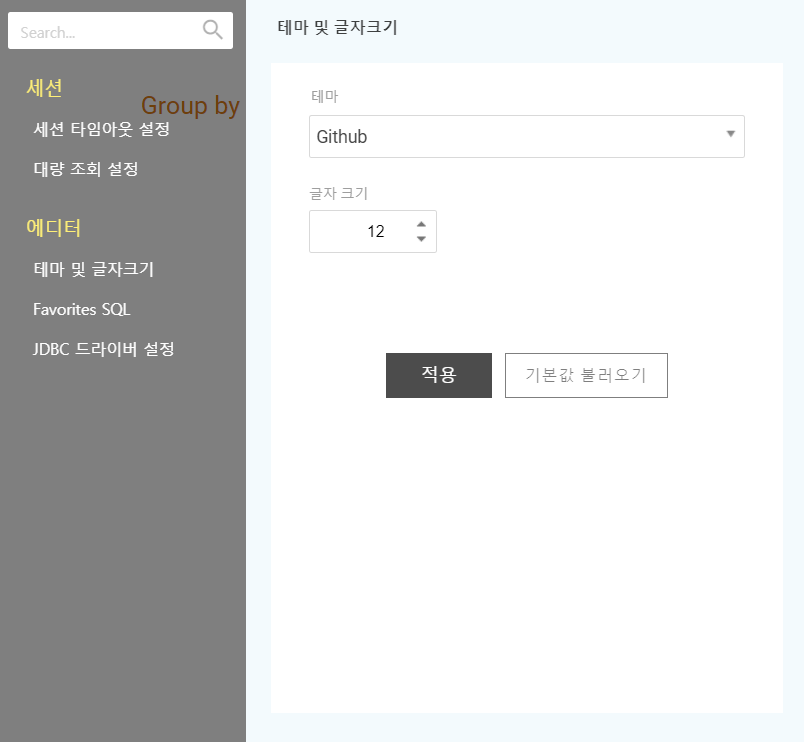 Search...
세션
Group by
세션 타임아웃 설정
대량 조회 설정
에디터
테마 및 글자크기
Favorites SQL
JDBC 드라이버 설정
테마 및 글자크기
테마
Github
글자 크기
12
적용
기본값 불러오기